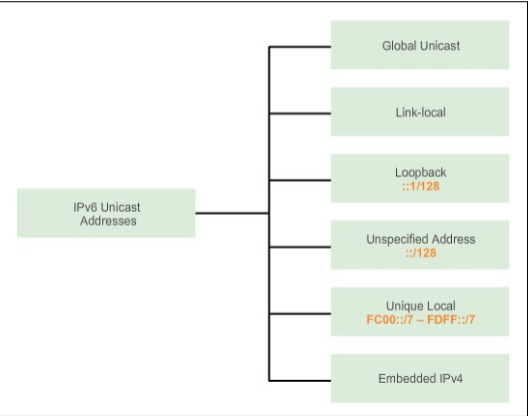 Global Unicast
Link-local
Loopback
::1/128
IPv6 Unicast
Addresses
Unspecified Address
::/128
Unique Local
FC00::/7 – FDFF::/7
Embedded IPv4